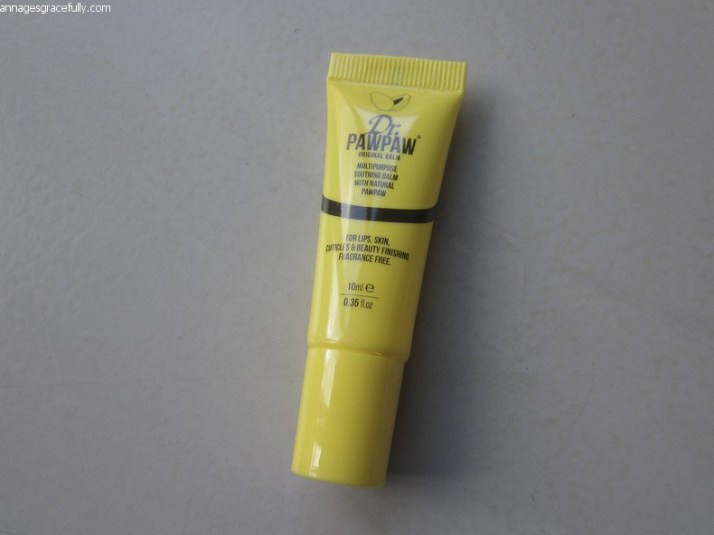 annagesgracefully.com
Dr.
PAWPAW®
ORIGINAL BALM
MULTIPURPOSE
SOOTHING BALM
WITH NATURAL
PAWPAW
FOR LIPS, SKIN,
CUTICLES & BEAUTY FINISHING
FRAGRANCE FREE.
10ml ℮
0.35 fl.oz